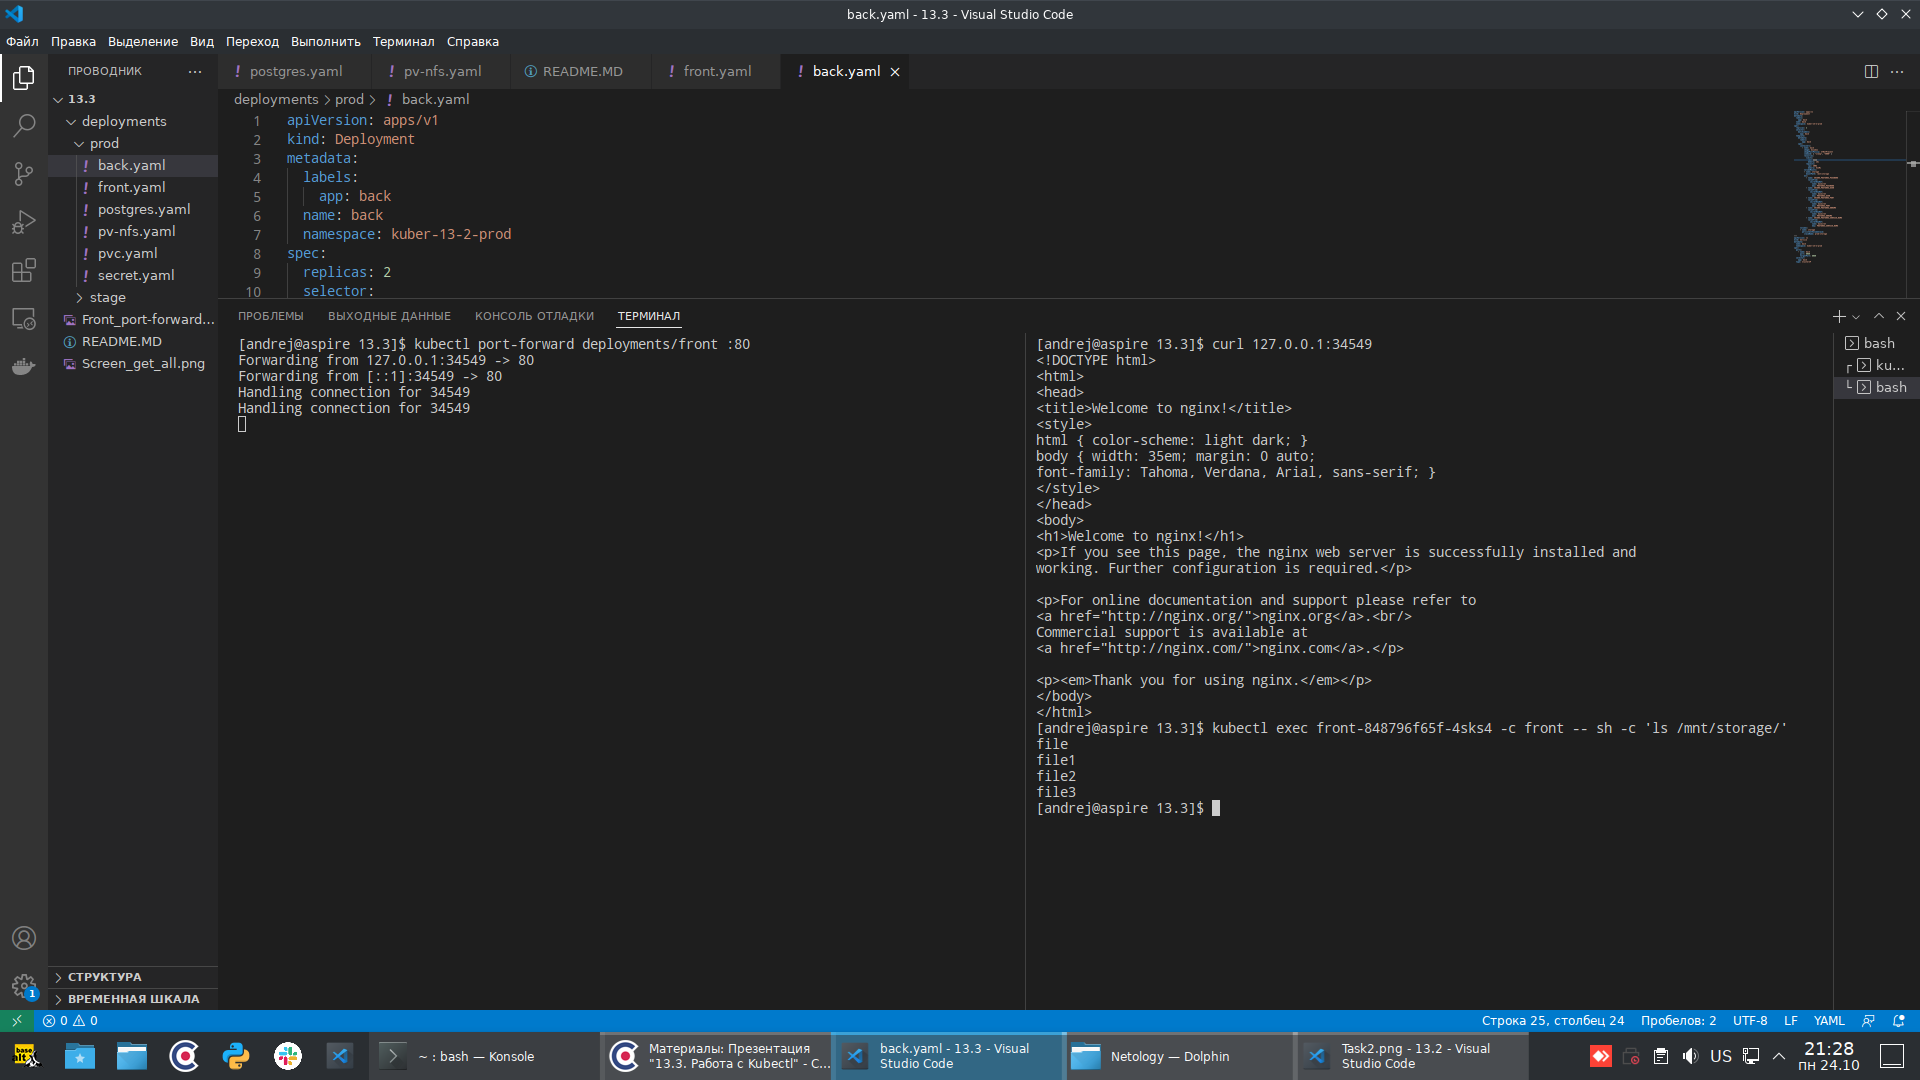 back.yaml - 13.3 - Visual Studio Code
Файл Правка Выделение Вид Переход Выполнить Терминал Справка
ПРОВОДНИК
13.3
deployments
prod
back.yaml
front.yaml
postgres.yaml
pv-nfs.yaml
pvc.yaml
secret.yaml
stage
Front_port-forward...
README.MD
Screen_get_all.png
СТРУКТУРА
ВРЕМЕННАЯ ШКАЛА
postgres.yaml pv-nfs.yaml README.MD front.yaml back.yaml
deployments > prod > back.yaml
1 apiVersion: apps/v1
2 kind: Deployment
3 metadata:
4 labels:
5 app: back
6 name: back
7 namespace: kuber-13-2-prod
8 spec:
9 replicas: 2
10 selector:
ПРОБЛЕМЫ ВЫХОДНЫЕ ДАННЫЕ КОНСОЛЬ ОТЛАДКИ ТЕРМИНАЛ
[andrej@aspire 13.3]$ kubectl port-forward deployments/front :80
Forwarding from 127.0.0.1:34549 -> 80
Forwarding from [::1]:34549 -> 80
Handling connection for 34549
Handling connection for 34549
[andrej@aspire 13.3]$ curl 127.0.0.1:34549
<!DOCTYPE html>
<html>
<head>
<title>Welcome to nginx!</title>
<style>
html { color-scheme: light dark; }
body { width: 35em; margin: 0 auto;
font-family: Tahoma, Verdana, Arial, sans-serif; }
</style>
</head>
<body>
<h1>Welcome to nginx!</h1>
<p>If you see this page, the nginx web server is successfully installed and
working. Further configuration is required.</p>
<p>For online documentation and support please refer to
<a href="http://nginx.org/">nginx.org</a>.<br/>
Commercial support is available at
<a href="http://nginx.com/">nginx.com</a>.</p>
<p><em>Thank you for using nginx.</em></p>
</body>
</html>
[andrej@aspire 13.3]$ kubectl exec front-848796f65f-4sks4 -c front -- sh -c 'ls /mnt/storage/'
file
file1
file2
file3
[andrej@aspire 13.3]$
bash
ku...
bash
1
0 0
Строка 25, столбец 24 Пробелов: 2 UTF-8 LF YAML
base alt
~ : bash — Konsole
Материалы: Презентация
"13.3. Работа с Kubectl" - C...
back.yaml - 13.3 - Visual
Studio Code
Netology — Dolphin
Task2.png - 13.2 - Visual
Studio Code
US
21:28
пн 24.10